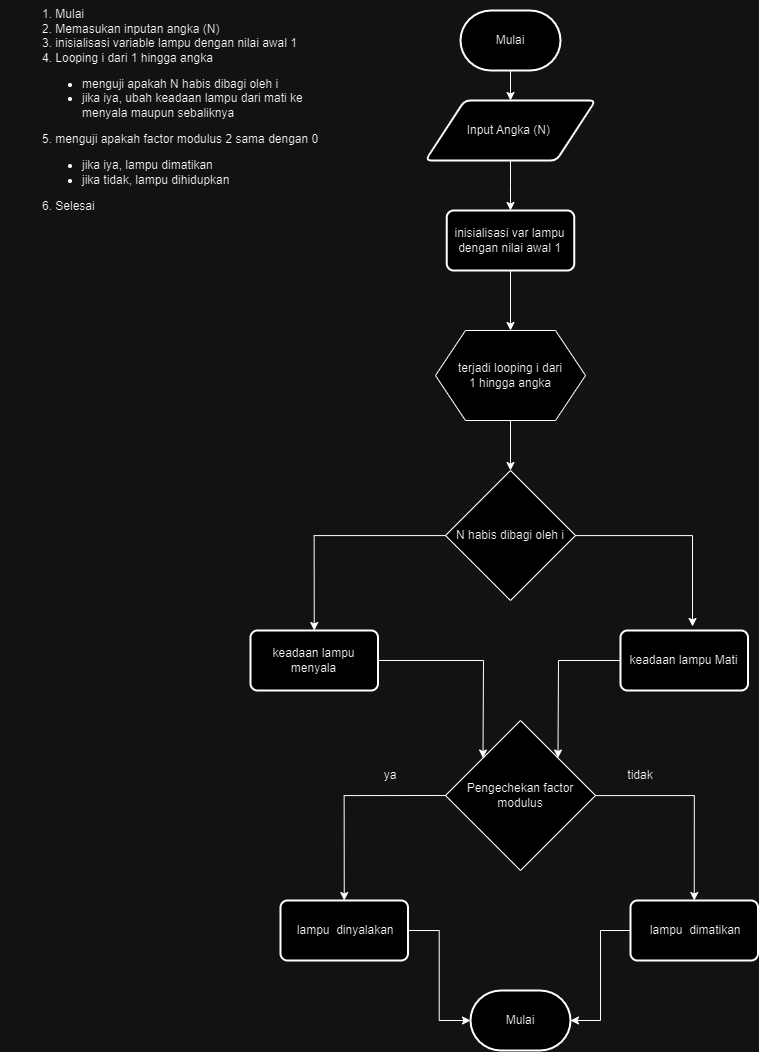 1. Mulai
2. Memasukan inputan angka (N)
3. inisialisasi variable lampu dengan nilai awal 1
4. Looping i dari 1 hingga angka
• menguji apakah N habis dibagi oleh i
• jika iya, ubah keadaan lampu dari mati ke
menyala maupun sebaliknya
5. menguji apakah factor modulus 2 sama dengan 0
• jika iya, lampu dimatikan
• jika tidak, lampu dihidupkan
6. Selesai
Mulai
Input Angka (N)
inisialisasi var lampu
dengan nilai awal 1
terjadi looping i dari
1 hingga angka
N habis dibagi oleh i
keadaan lampu
menyala
keadaan lampu Mati
Pengechekan factor
modulus
ya
tidak
lampu dinyalakan
lampu dimatikan
Mulai